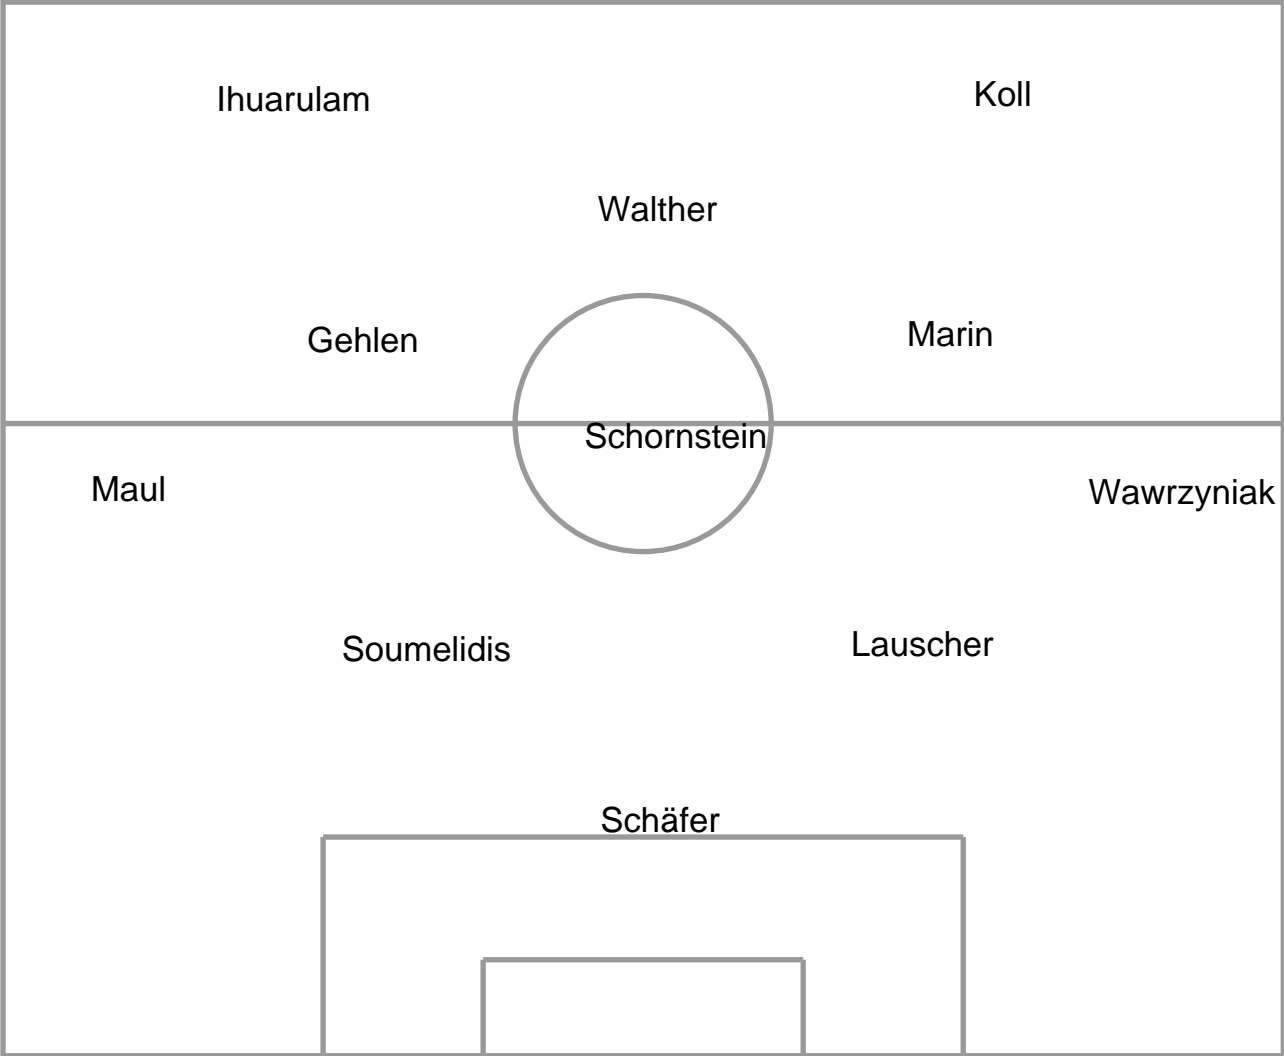 Ihuarulam
Koll
Walther
Gehlen
Marin
Schornstein
Maul
Wawrzyniak
Soumelidis
Lauscher
Schäfer